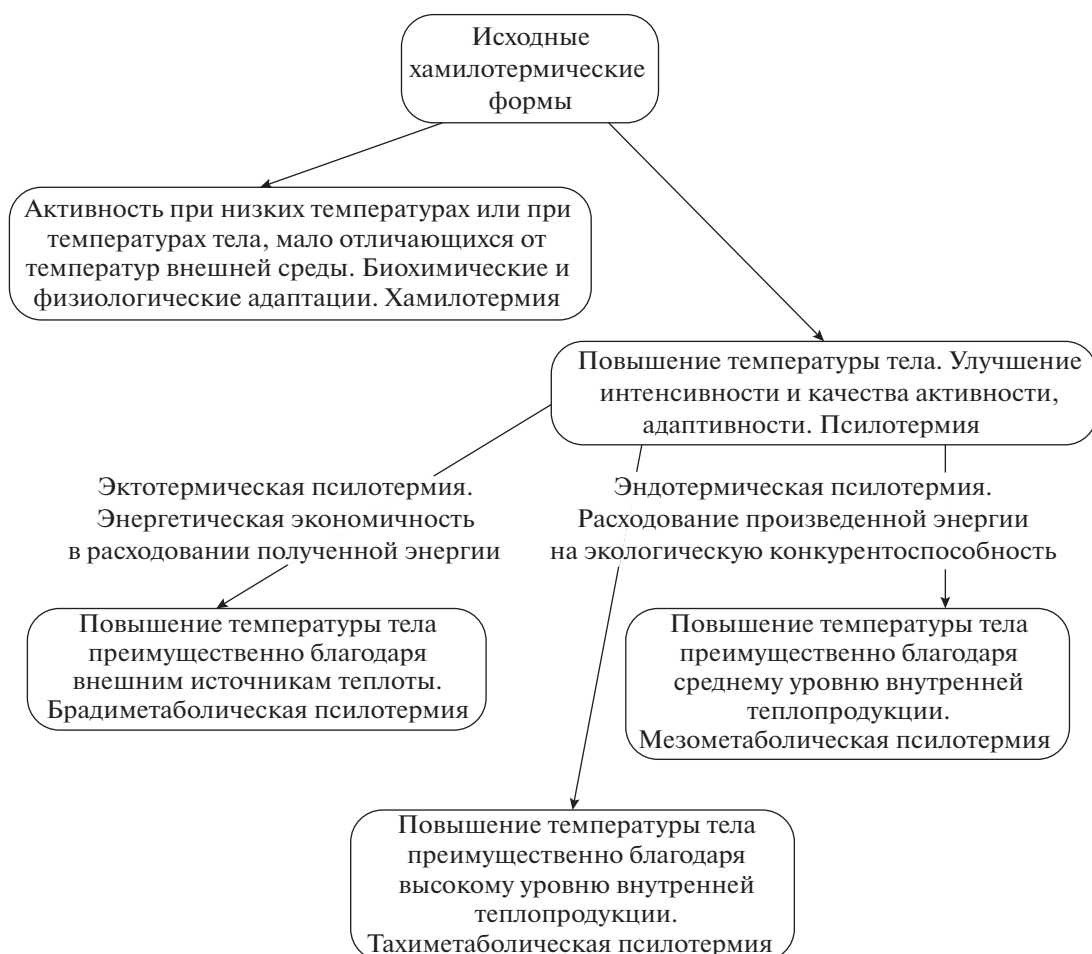 Исходные
хамилотермические
формы
Активность при низких температурах или при
температурах тела, мало отличающихся от
температур внешней среды. Биохимические и
физиологические адаптации. Хамилотермия
Повышение температуры тела. Улучшение
интенсивности и качества активности,
адаптивности. Псилотермия
Эктотермическая псилотермия.
Энергетическая экономичность
в расходовании полученной энергии
Эндотермическая псилотермия.
Расходование произведенной энергии
на экологическую конкурентоспособность
Повышение температуры тела
преимущественно благодаря
внешним источникам теплоты.
Брадиметаболическая псилотермия
Повышение температуры тела
преимущественно благодаря
среднему уровню внутренней
теплопродукции.
Мезометаболическая псилотермия
Повышение температуры тела
преимущественно благодаря
высокому уровню внутренней
теплопродукции.
Тахиметаболическая псилотермия